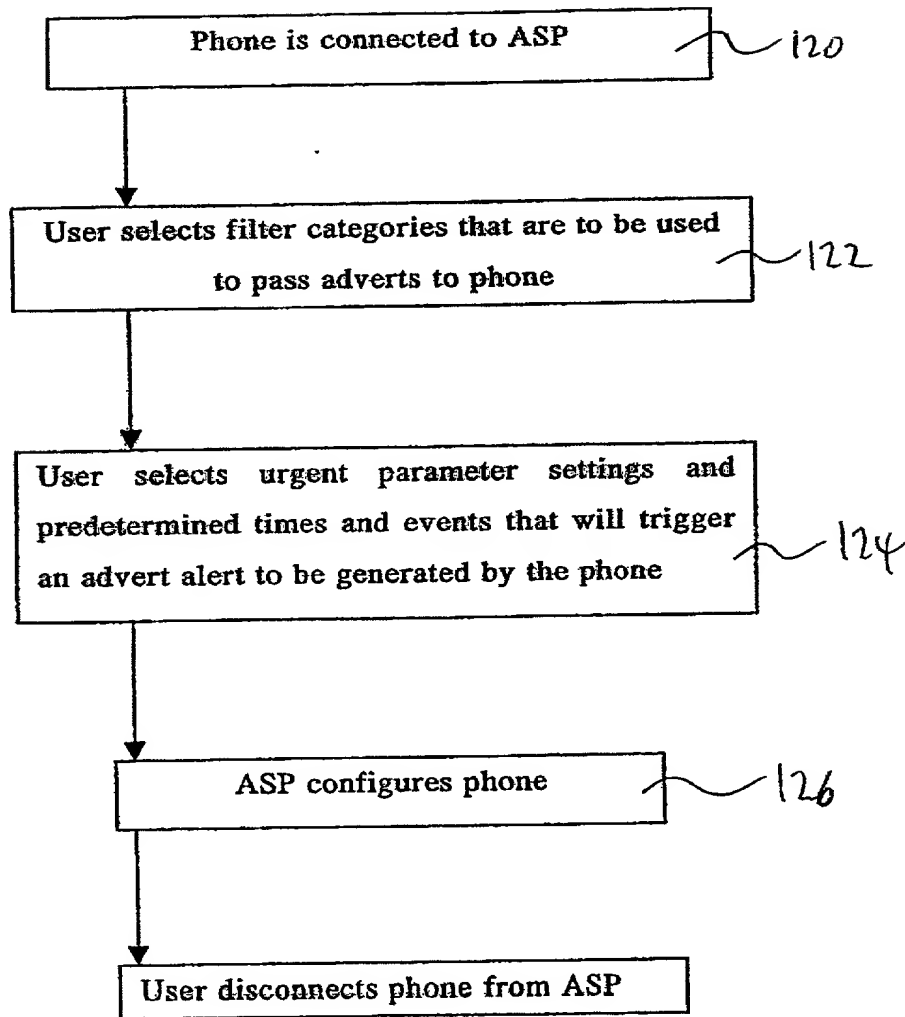 Phone is connected to ASP
120
User selects filter categories that are to be used
to pass adverts to phone
122
User selects urgent parameter settings and
predetermined times and events that will trigger
an advert alert to be generated by the phone
124
ASP configures phone
126
User disconnects phone from ASP